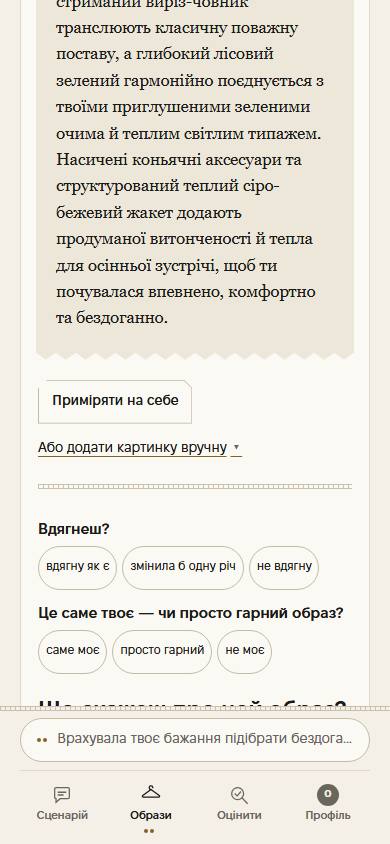 стриманий виріз-човник
транслюють класичну поважну
поставу, а глибокий лісовий
зелений гармонійно поєднується з
твоїми приглушеними зеленими
очима й теплим світлим типажем.
Насичені коньячні аксесуари та
структурований теплий сіро-
бежевий жакет додають
продуманої витонченості й тепла
для осінньої зустрічі, щоб ти
почувалася впевнено, комфортно
та бездоганно.
Приміряти на себе
Або додати картинку вручну ▾
Вдягнеш?
вдягну як є змінила б одну річ не вдягну
Це саме твоє — чи просто гарний образ?
саме моє просто гарний не моє
Врахувала твоє бажання підібрати бездога...
Сценарій Образи Оцінити Профіль
О